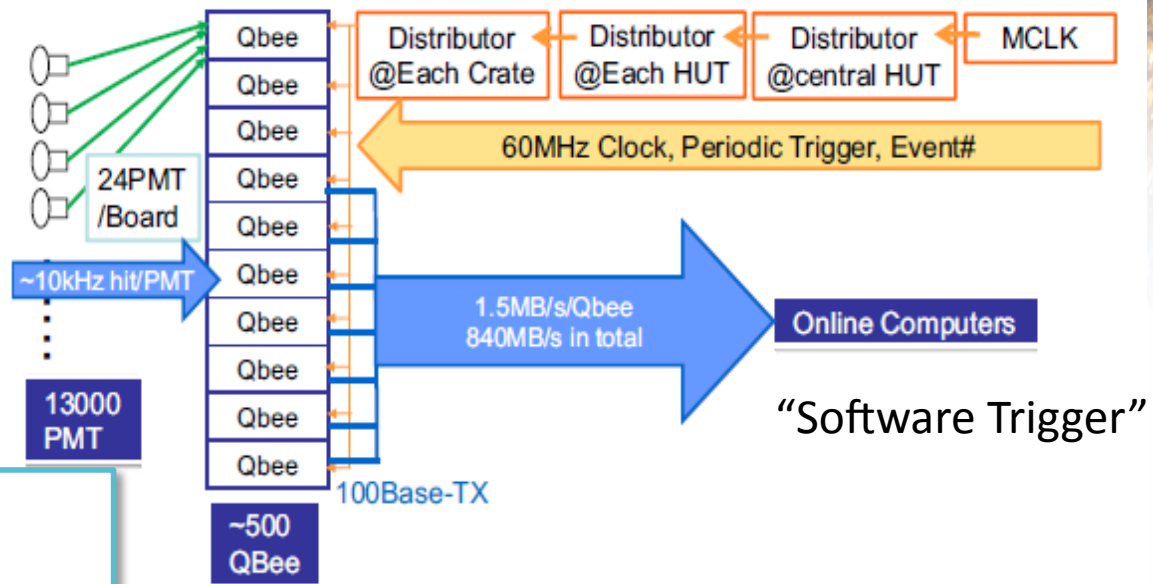 Qbee
Qbee
Qbee
Qbee
Qbee
Qbee
Qbee
Qbee
Qbee
Qbee
Distributor
@Each Crate
Distributor
@Each HUT
Distributor
@central HUT
MCLK
60MHz Clock, Periodic Trigger, Event#
24PMT
/Board
~10kHz hit/PMT
1.5MB/s/Qbee
840MB/s in total
Online Computers
“Software Trigger”
13000
PMT
100Base-TX
~500
QBee